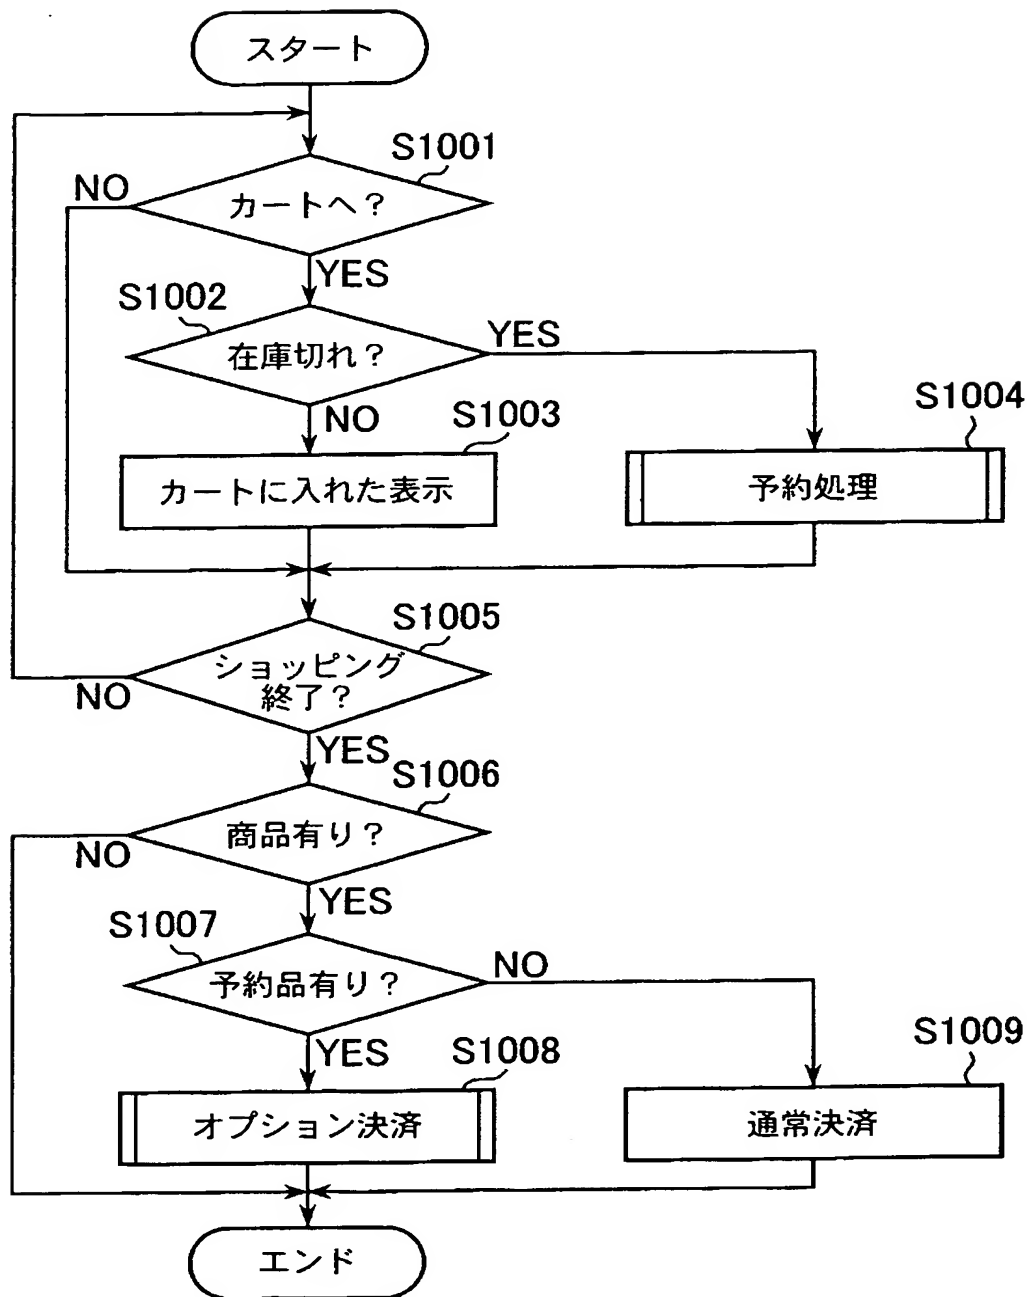 スタート
S1001
NO
カートへ?
YES
S1002
在庫切れ?
YES
NO
S1003
S1004
カートに入れた表示
予約処理
S1005
ショッピング
終了?
NO
YES
S1006
商品有り?
NO
YES
S1007
予約品有り?
NO
YES
S1008
S1009
オプション決済
通常決済
エンド